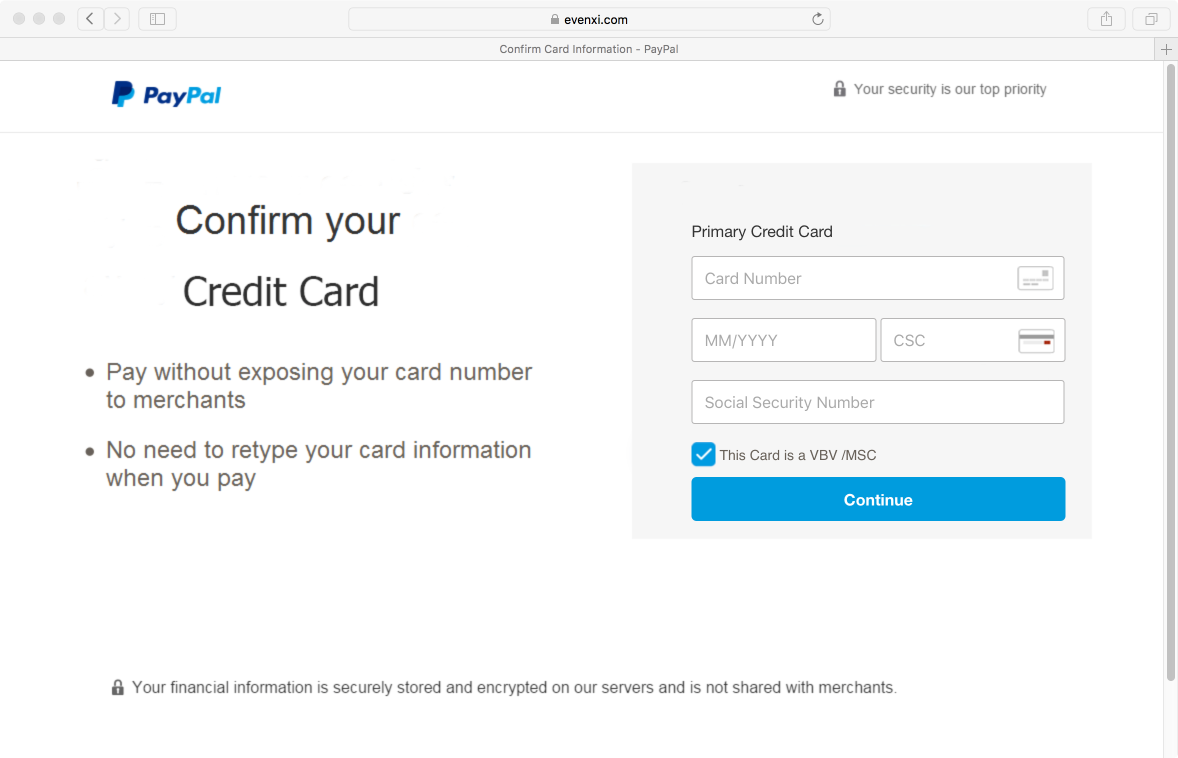 evenxi.com
Confirm Card Information - PayPal
PayPal
Your security is our top priority
Confirm your
Credit Card
Pay without exposing your card number
to merchants
No need to retype your card information
when you pay
Primary Credit Card
Card Number
MM/YYYY
CSC
Social Security Number
This Card is a VBV /MSC
Continue
Your financial information is securely stored and encrypted on our servers and is not shared with merchants.